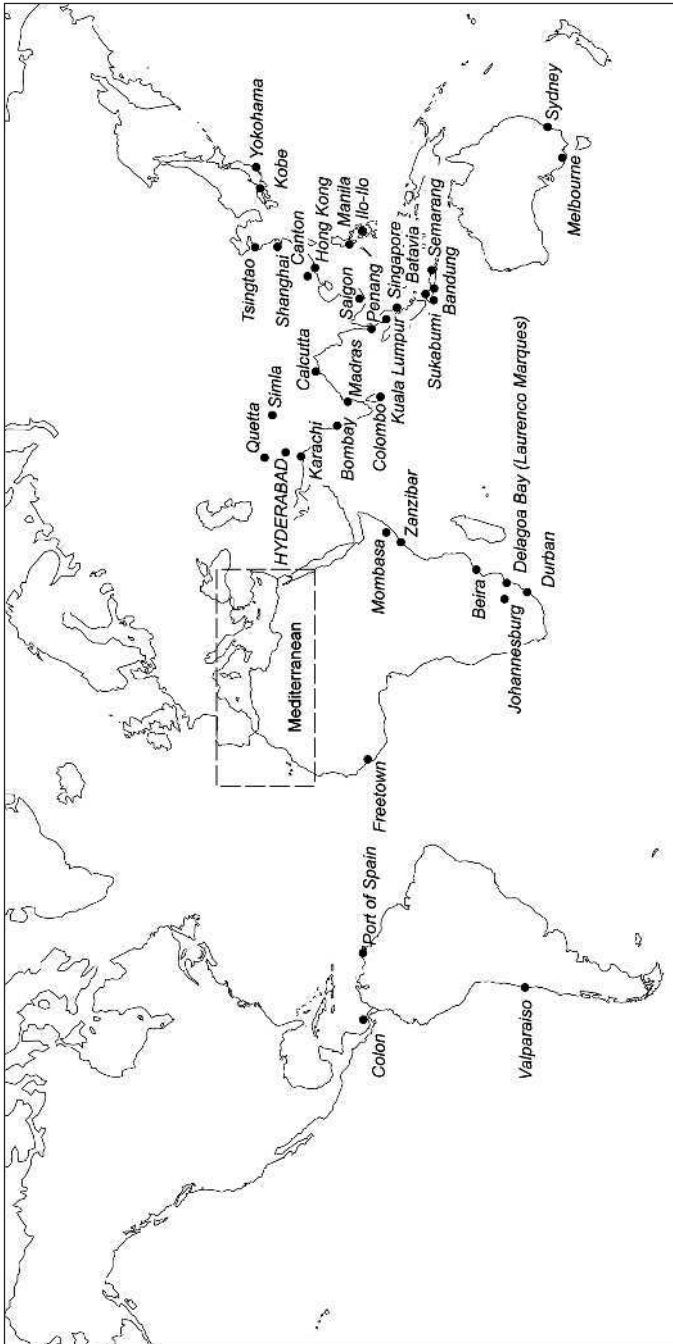 Yokohama
Kobe
Tsingtao
Shanghai
Canton
Hong Kong
Manila
Ilo-Ilo
Saigon
Penang
Singapore
Batavia
Semarang
Bandung
Sukabumi
Kuala Lumpur
Calcutta
Madras
Colombo
Bombay
Simla
Quetta
HYDERABAD
Karachi
Sydney
Melbourne
Mediterranean
Mombasa
Zanzibar
Beira
Delagoa Bay (Laurenco Marques)
Johannesburg
Durban
Freetown
Port of Spain
Colon
Valparaiso